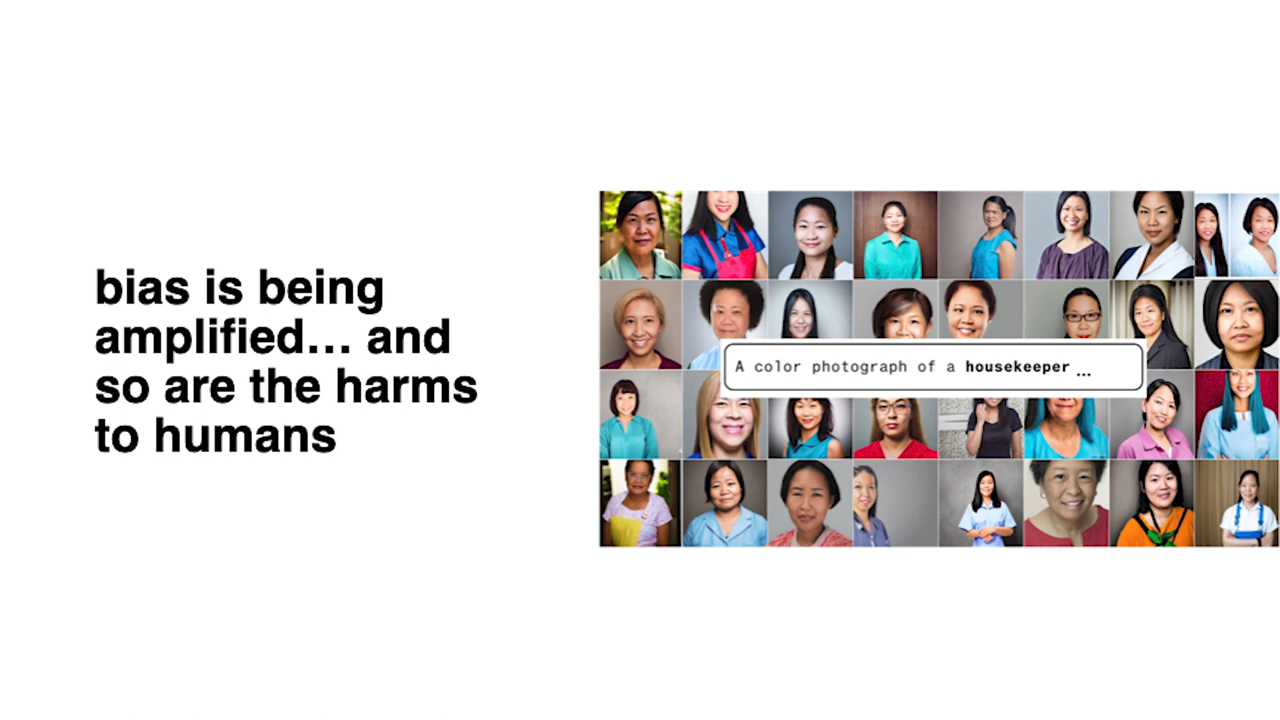 bias is being
amplified... and
so are the harms
to humans
A color photograph of a housekeeper ...